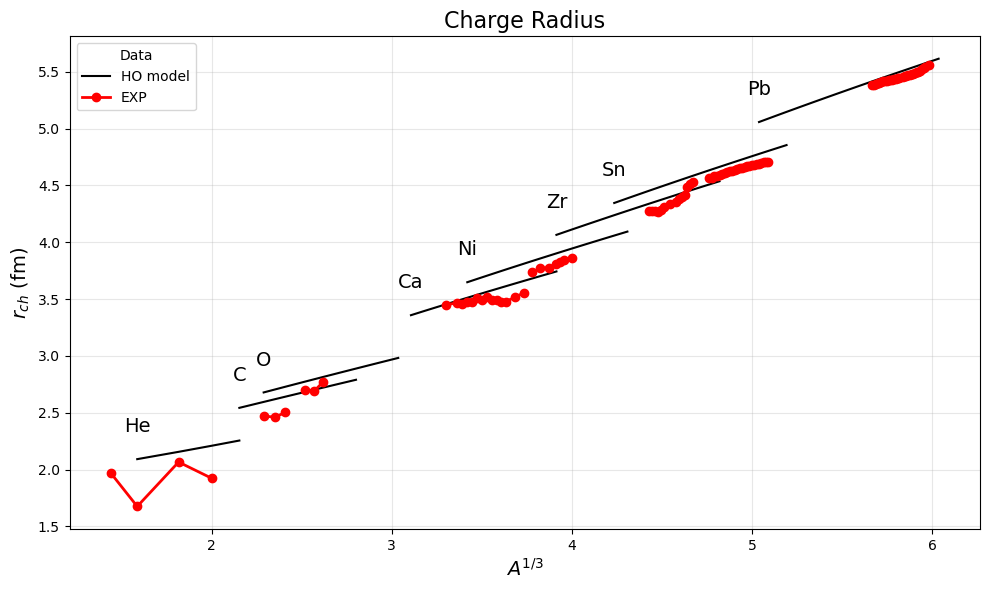 Charge Radius
Data
HO model
EXP
He
C
O
Ca
Ni
Zr
Sn
Pb
5.5
5.0
4.5
4.0
3.5
3.0
2.5
2.0
1.5
r_{ch} (fm)
2 3 4 5 6
A^{1/3}